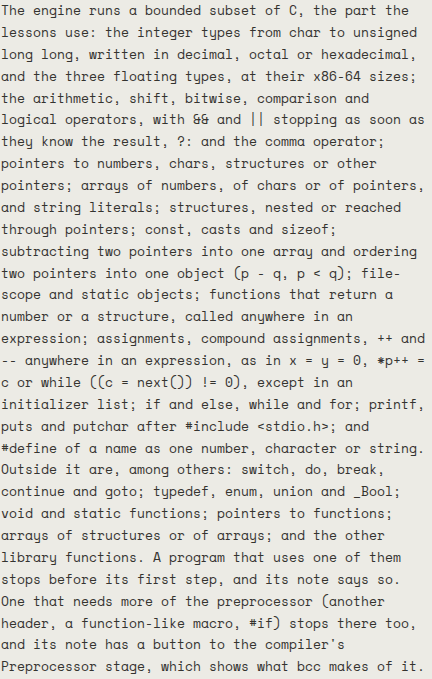 The engine runs a bounded subset of C, the part the
lessons use: the integer types from char to unsigned
long long, written in decimal, octal or hexadecimal,
and the three floating types, at their x86-64 sizes;
the arithmetic, shift, bitwise, comparison and
logical operators, with && and || stopping as soon as
they know the result, ?: and the comma operator;
pointers to numbers, chars, structures or other
pointers; arrays of numbers, of chars or of pointers,
and string literals; structures, nested or reached
through pointers; const, casts and sizeof;
subtracting two pointers into one array and ordering
two pointers into one object (p - q, p < q); file-
scope and static objects; functions that return a
number or a structure, called anywhere in an
expression; assignments, compound assignments, ++ and
-- anywhere in an expression, as in x = y = 0, *p++ =
c or while ((c = next()) != 0), except in an
initializer list; if and else, while and for; printf,
puts and putchar after #include <stdio.h>; and
#define of a name as one number, character or string.
Outside it are, among others: switch, do, break,
continue and goto; typedef, enum, union and _Bool;
void and static functions; pointers to functions;
arrays of structures or of arrays; and the other
library functions. A program that uses one of them
stops before its first step, and its note says so.
One that needs more of the preprocessor (another
header, a function-like macro, #if) stops there too,
and its note has a button to the compiler's
Preprocessor stage, which shows what bcc makes of it.